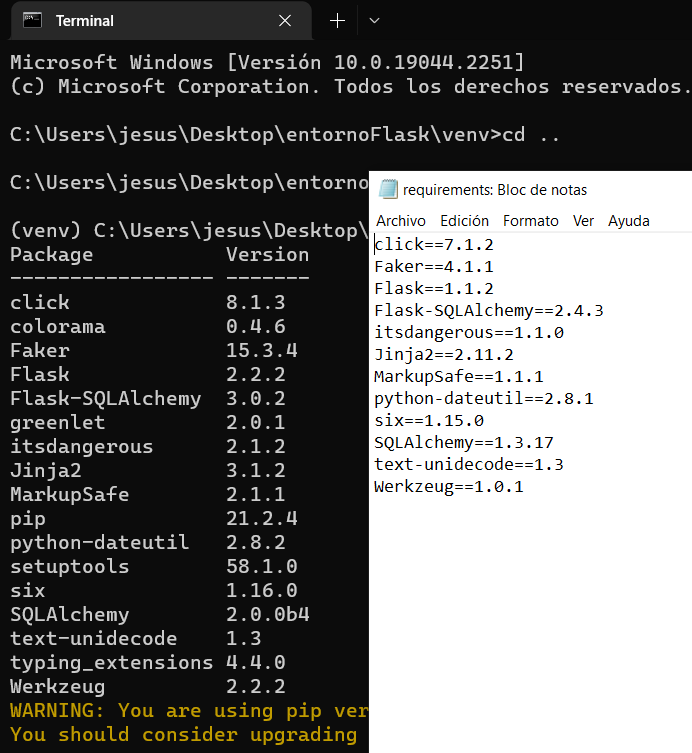 Terminal
Microsoft Windows [Versión 10.0.19044.2251]
(c) Microsoft Corporation. Todos los derechos reservados.
C:\Users\jesus\Desktop\entornoFlask\venv>cd ..
C:\Users\jesus\Desktop\entorno
(venv) C:\Users\jesus\Desktop\
Package Version
----------------- -------
click 8.1.3
colorama 0.4.6
Faker 15.3.4
Flask 2.2.2
Flask-SQLAlchemy 3.0.2
greenlet 2.0.1
itsdangerous 2.1.2
Jinja2 3.1.2
MarkupSafe 2.1.1
pip 21.2.4
python-dateutil 2.8.2
setuptools 58.1.0
six 1.16.0
SQLAlchemy 2.0.0b4
text-unidecode 1.3
typing_extensions 4.4.0
Werkzeug 2.2.2
WARNING: You are using pip ver
You should consider upgrading
requirements: Bloc de notas
Archivo Edición Formato Ver Ayuda
click==7.1.2
Faker==4.1.1
Flask==1.1.2
Flask-SQLAlchemy==2.4.3
itsdangerous==1.1.0
Jinja2==2.11.2
MarkupSafe==1.1.1
python-dateutil==2.8.1
six==1.15.0
SQLAlchemy==1.3.17
text-unidecode==1.3
Werkzeug==1.0.1